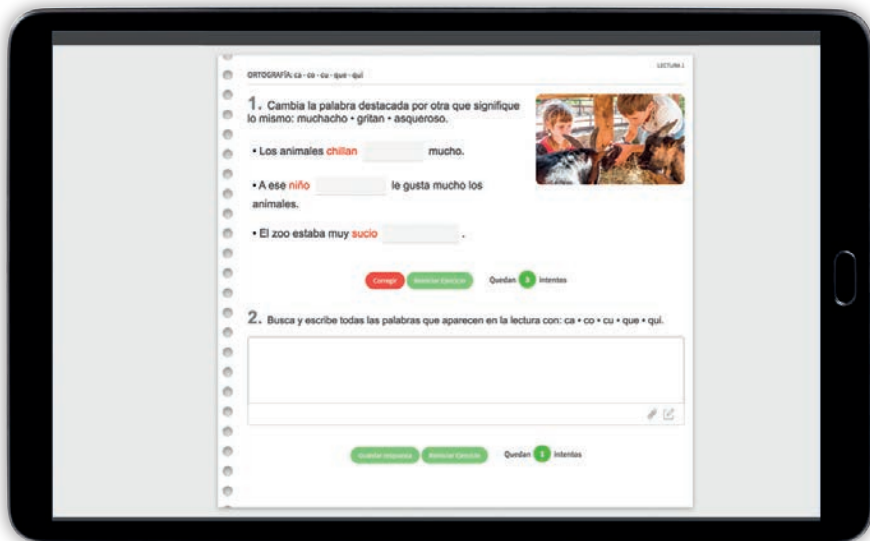 LECTURA 1
ORTOGRAFÍA: ca - co - cu - que - qui
1. Cambia la palabra destacada por otra que signifique
lo mismo: muchacho • gritan • asqueroso.
• Los animales chillan mucho.
• A ese niño le gusta mucho los
animales.
• El zoo estaba muy sucio .
Corregir Reiniciar Ejercicio Quedan 3 intentos
2. Busca y escribe todas las palabras que aparecen en la lectura con: ca • co • cu • que • qui.
Guardar respuesta Reiniciar Ejercicio Quedan 1 intentos